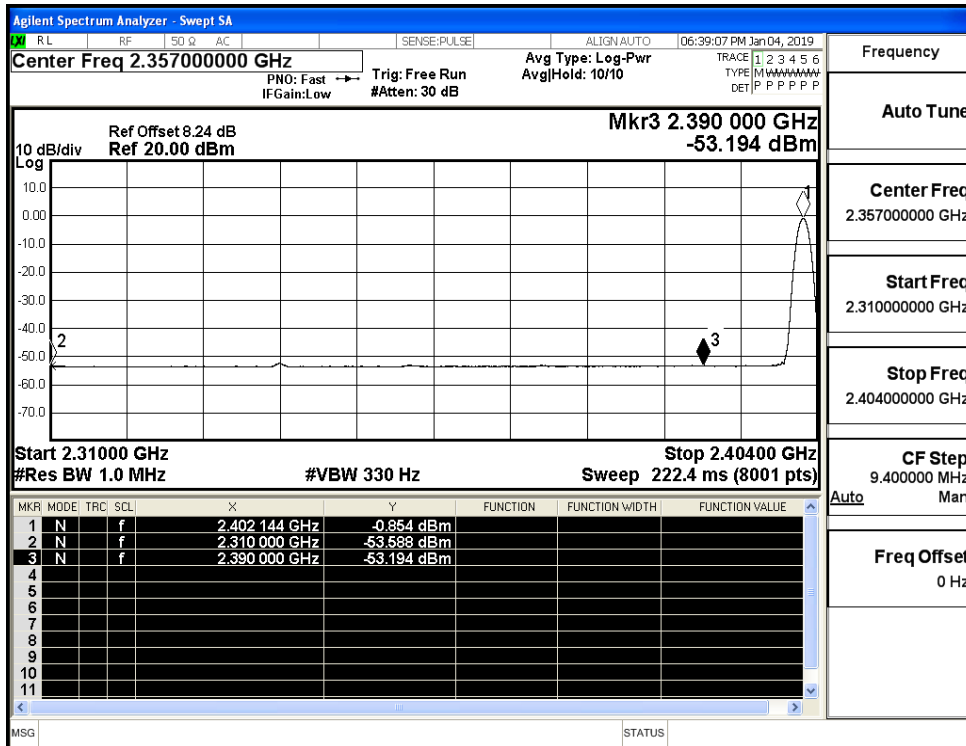 Agilent Spectrum Analyzer - Swept SA
LXI RL RF 50 Ω AC SENSE:PULSE ALIGN AUTO 06:39:07 PM Jan 04, 2019
Center Freq 2.357000000 GHz
PNO: Fast
IFGain:Low
Trig: Free Run
#Atten: 30 dB
Avg Type: Log-Pwr
Avg|Hold: 10/10
TRACE 1 2 3 4 5 6
TYPE M WWWWW
DET P P P P P P
Mkr3 2.390 000 GHz
-53.194 dBm
Ref Offset 8.24 dB
10 dB/div Ref 20.00 dBm
Log
10.0
0.00
-10.0
-20.0
-30.0
-40.0
-50.0
-60.0
-70.0
1
2
3
Start 2.31000 GHz Stop 2.40400 GHz
#Res BW 1.0 MHz #VBW 330 Hz Sweep 222.4 ms (8001 pts)
MKR MODE TRC SCL X Y FUNCTION FUNCTION WIDTH FUNCTION VALUE
1 N f 2.402 144 GHz -0.854 dBm
2 N f 2.310 000 GHz -53.588 dBm
3 N f 2.390 000 GHz -53.194 dBm
4
5
6
7
8
9
10
11
MSG STATUS
Frequency
Auto Tune
Center Freq
2.357000000 GHz
Start Freq
2.310000000 GHz
Stop Freq
2.404000000 GHz
CF Step
9.400000 MHz
Auto Man
Freq Offset
0 Hz